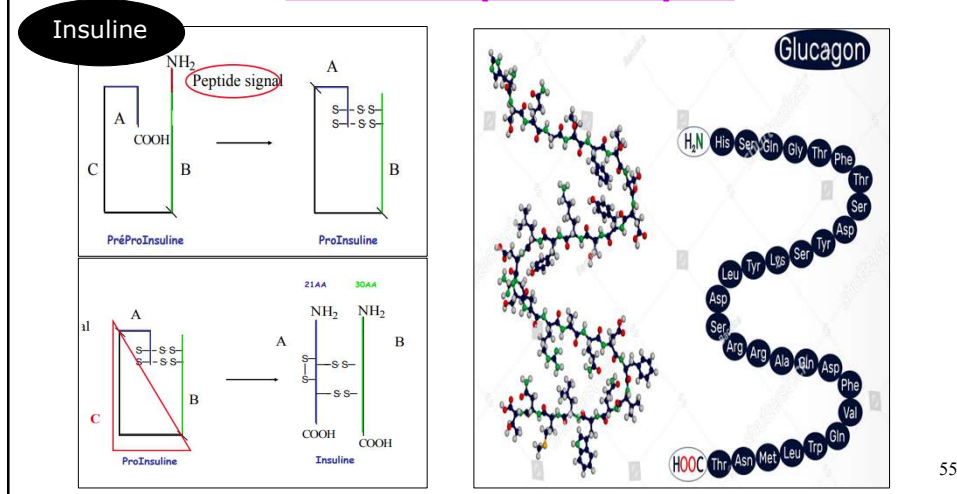 Insuline
NH2
Peptide signal
A
COOH
C
B
PréProInsuline
A
S
S S
S
S S
B
ProInsuline
al
A
S
S S
S
S S
C
B
ProInsuline
21AA
30AA
NH2
NH2
A
B
S
S
S S
S S
COOH
COOH
Insuline
Glucagon
H2N His Ser Gln Gly Thr Phe
Thr
Ser
Asp
Tyr
Ser
Lys
Tyr
Leu
Asp
Ser
Arg Arg Ala Gln Asp
Phe
Val
Gln
Trp
Leu
Met
Asn
Thr
HOOC
55